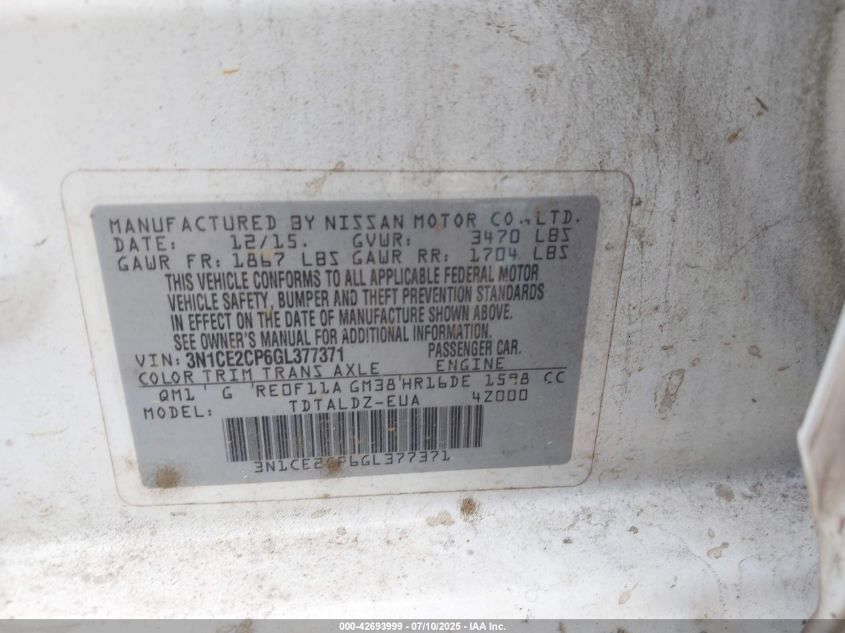 MANUFACTURED BY NISSAN MOTOR CO.,LTD.
DATE: 12/15. GVWR: 3470 LBS
GAWR FR: 1867 LBS GAWR RR: 1704 LBS
THIS VEHICLE CONFORMS TO ALL APPLICABLE FEDERAL MOTOR
VEHICLE SAFETY, BUMPER AND THEFT PREVENTION STANDARDS
IN EFFECT ON THE DATE OF MANUFACTURE SHOWN ABOVE.
SEE OWNER'S MANUAL FOR ADDITIONAL INFORMATION.
VIN: 3N1CE2CP6GL377371 PASSENGER CAR.
COLOR TRIM TRANS AXLE ENGINE
QM1 G RE0F11A GM38 HR16DE 1598 CC
MODEL: TDTALDZ-EUA 4Z000
3N1CE2CP6GL377371
000-42693999 - 07/10/2025 - IAA Inc.